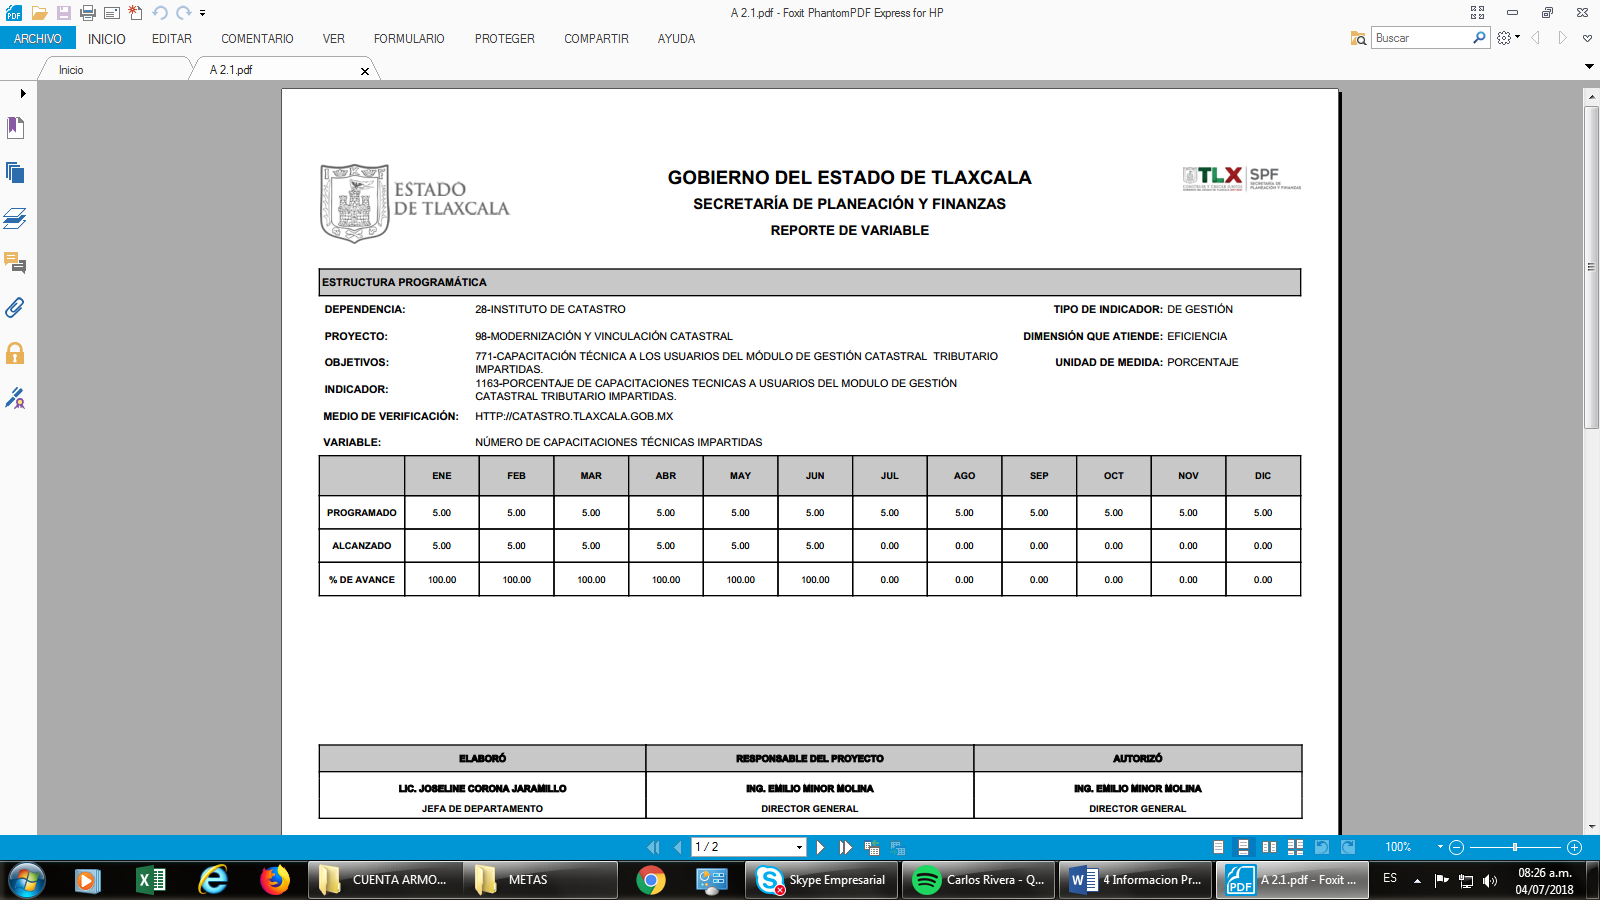 A 2.1.pdf - Foxit PhantomPDF Express for HP
ARCHIVO INICIO EDITAR COMENTARIO VER FORMULARIO PROTEGER COMPARTIR AYUDA Buscar
Inicio A 2.1.pdf
ESTADO DE TLAXCALA
GOBIERNO DEL ESTADO DE TLAXCALA
SECRETARÍA DE PLANEACIÓN Y FINANZAS
REPORTE DE VARIABLE
TLX SPF
SECRETARÍA DE
PLANEACIÓN Y FINANZAS
ESTRUCTURA PROGRAMÁTICA
DEPENDENCIA: 28-INSTITUTO DE CATASTRO TIPO DE INDICADOR: DE GESTIÓN
PROYECTO: 98-MODERNIZACIÓN Y VINCULACIÓN CATASTRAL DIMENSIÓN QUE ATIENDE: EFICIENCIA
OBJETIVOS: 771-CAPACITACIÓN TÉCNICA A LOS USUARIOS DEL MÓDULO DE GESTIÓN CATASTRAL TRIBUTARIO
IMPARTIDAS.
UNIDAD DE MEDIDA: PORCENTAJE
INDICADOR: 1163-PORCENTAJE DE CAPACITACIONES TECNICAS A USUARIOS DEL MODULO DE GESTIÓN
CATASTRAL TRIBUTARIO IMPARTIDAS.
MEDIO DE VERIFICACIÓN: HTTP://CATASTRO.TLAXCALA.GOB.MX
VARIABLE: NÚMERO DE CAPACITACIONES TÉCNICAS IMPARTIDAS
ENE FEB MAR ABR MAY JUN JUL AGO SEP OCT NOV DIC
PROGRAMADO 5.00 5.00 5.00 5.00 5.00 5.00 5.00 5.00 5.00 5.00 5.00 5.00
ALCANZADO 5.00 5.00 5.00 5.00 5.00 5.00 0.00 0.00 0.00 0.00 0.00 0.00
% DE AVANCE 100.00 100.00 100.00 100.00 100.00 100.00 0.00 0.00 0.00 0.00 0.00 0.00
ELABORÓ RESPONSABLE DEL PROYECTO AUTORIZÓ
LIC. JOSELINE CORONA JARAMILLO ING. EMILIO MINOR MOLINA ING. EMILIO MINOR MOLINA
JEFA DE DEPARTAMENTO DIRECTOR GENERAL DIRECTOR GENERAL
1 / 2 100%
CUENTA ARMO... METAS Skype Empresarial Carlos Rivera - Q... 4 Informacion Pr... A 2.1.pdf - Foxit ... ES 08:26 a.m.
04/07/2018